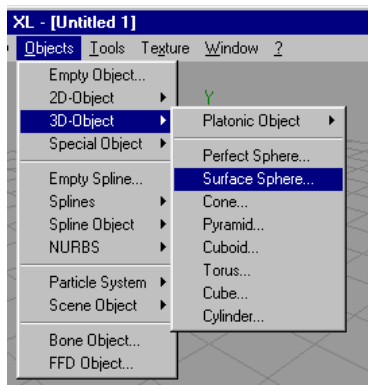 XL - [Untitled 1]
Objects Tools Texture Window ?
Empty Object...
2D-Object
3D-Object
Special Object
Empty Spline...
Splines
Spline Object
NURBS
Particle System
Scene Object
Bone Object...
FFD Object...
Y
Platonic Object
Perfect Sphere...
Surface Sphere...
Cone...
Pyramid...
Cuboid...
Torus...
Cube...
Cylinder...